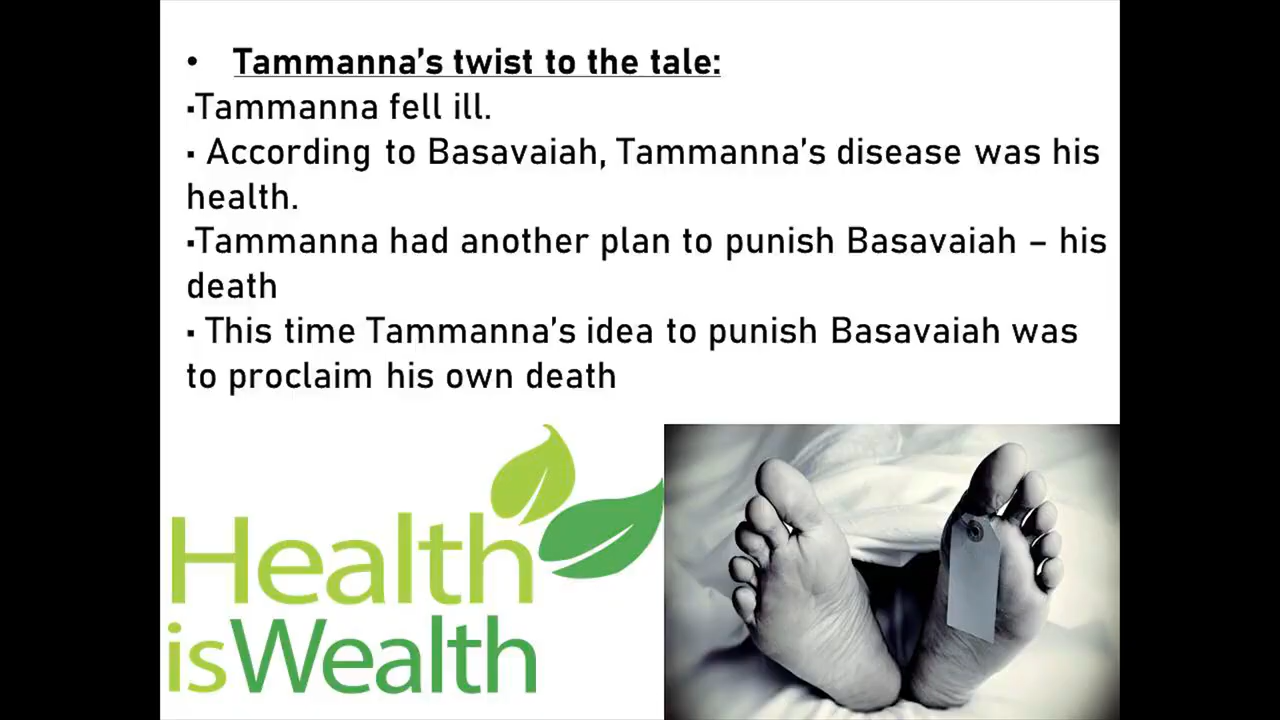 • Tammanna's twist to the tale:
▪Tammanna fell ill.
▪ According to Basavaiah, Tammanna's disease was his
health.
▪Tammanna had another plan to punish Basavaiah – his
death
▪ This time Tammanna's idea to punish Basavaiah was
to proclaim his own death
Health
isWealth